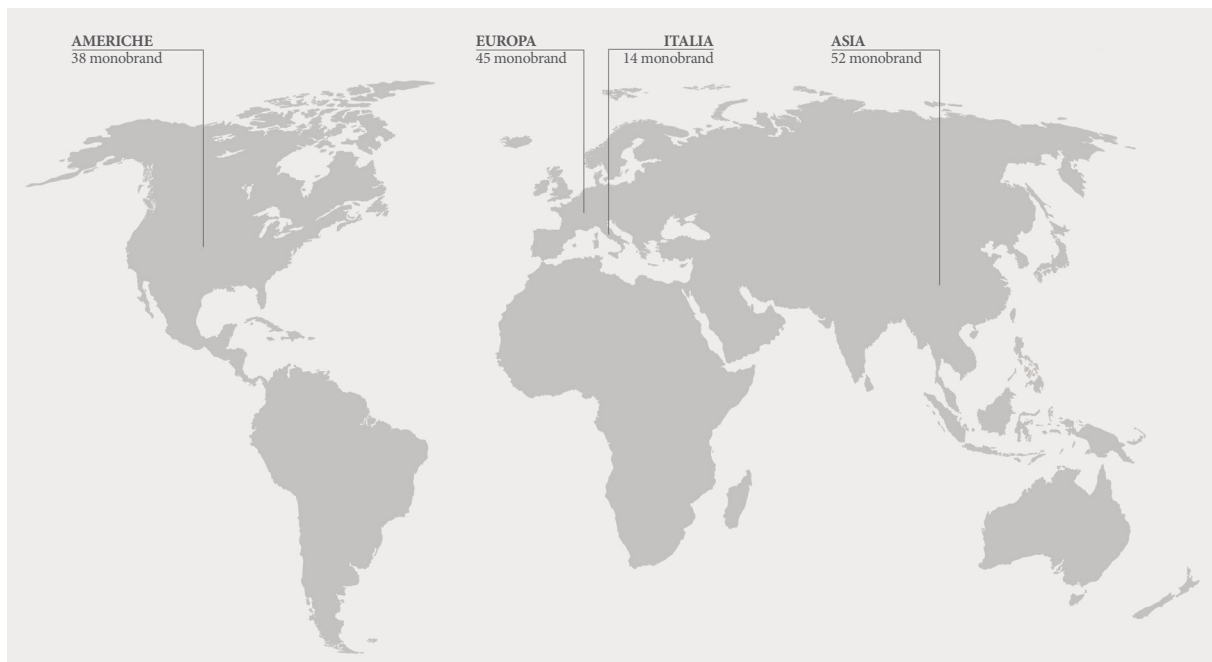 AMERICHE
38 monobrand
EUROPA
45 monobrand
ITALIA
14 monobrand
ASIA
52 monobrand